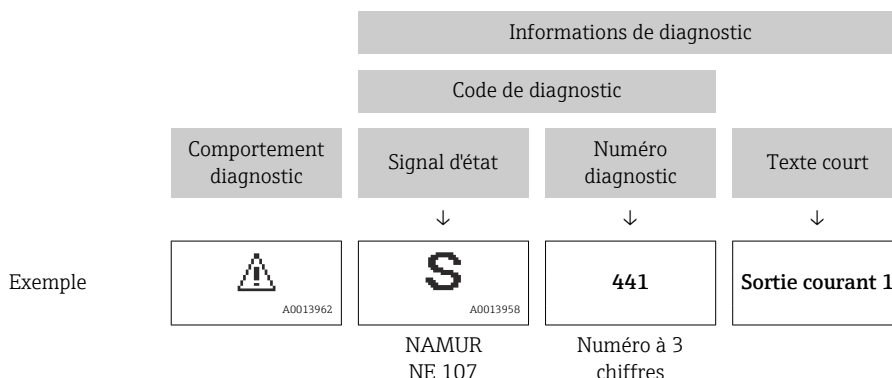 Informations de diagnostic
Code de diagnostic
Comportement
diagnostic
Signal d'état
Numéro
diagnostic
Texte court
↓ ↓ ↓
Exemple
A0013962
S
A0013958
441
Sortie courant 1
NAMUR
NE 107
Numéro à 3
chiffres